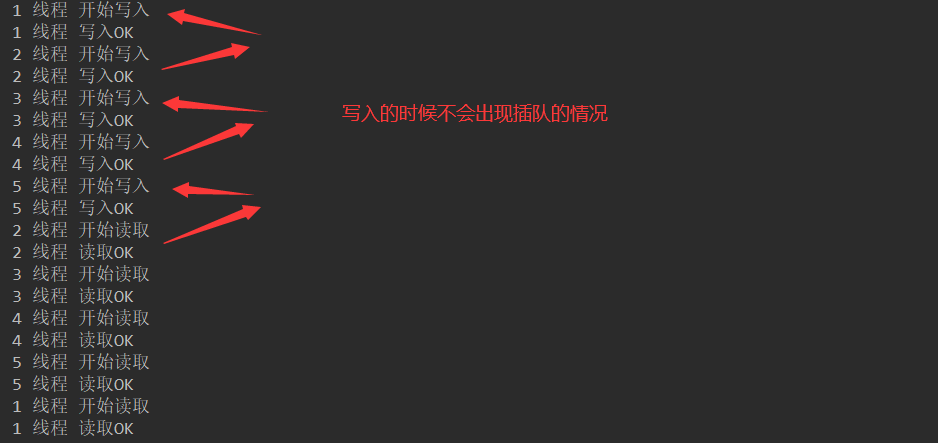 1 线程 开始写入
1 线程 写入OK
2 线程 开始写入
2 线程 写入OK
3 线程 开始写入
写入的时候不会出现插队的情况
3 线程 写入OK
4 线程 开始写入
4 线程 写入OK
5 线程 开始写入
5 线程 写入OK
2 线程 开始读取
2 线程 读取OK
3 线程 开始读取
3 线程 读取OK
4 线程 开始读取
4 线程 读取OK
5 线程 开始读取
5 线程 读取OK
1 线程 开始读取
1 线程 读取OK